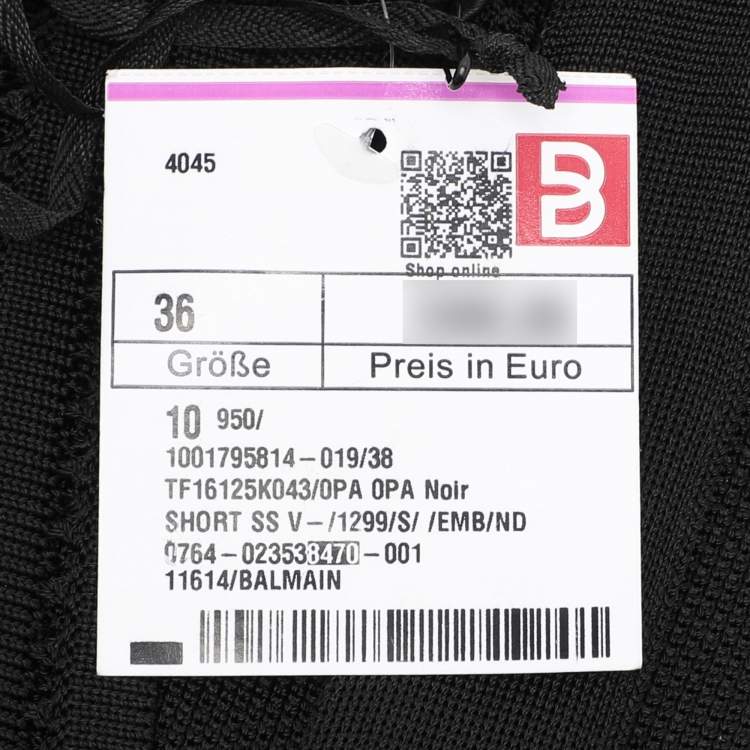 4045
B
Shop online
36
Größe
Preis in Euro
10 950/
1001795814-019/38
TF16125K043/0PA 0PA Noir
SHORT SS V-/1299/S/ /EMB/ND
0764-0235388470-001
11614/BALMAIN